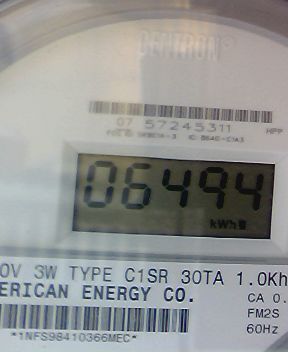 CENTRON®
07 57245311
HPP
06494
kWh
0V 3W TYPE C1SR 30TA 1.0Kh
ERICAN ENERGY CO.
CA 0.
FM2S
60Hz
*1NFS98410366MEC*